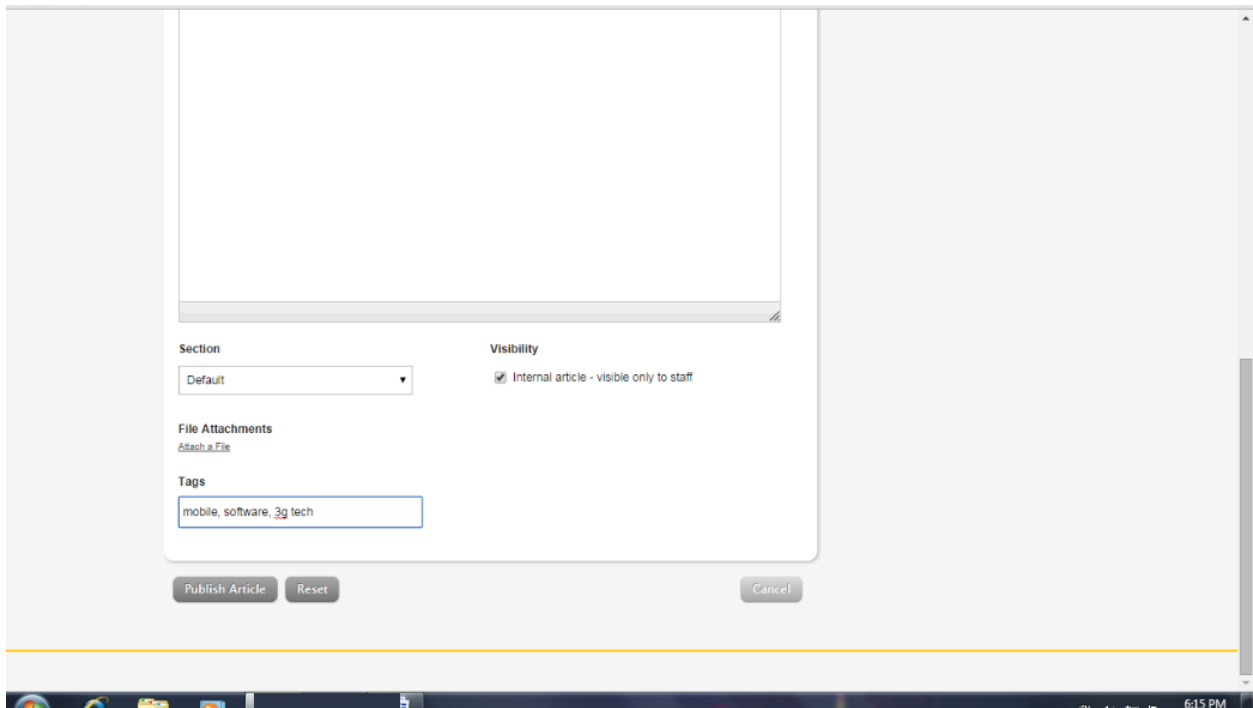 Section
Visibility
Default
Internal article - visible only to staff
File Attachments
Attach a File
Tags
mobile, software, 3g tech
Publish Article
Reset
Cancel
6:15 PM